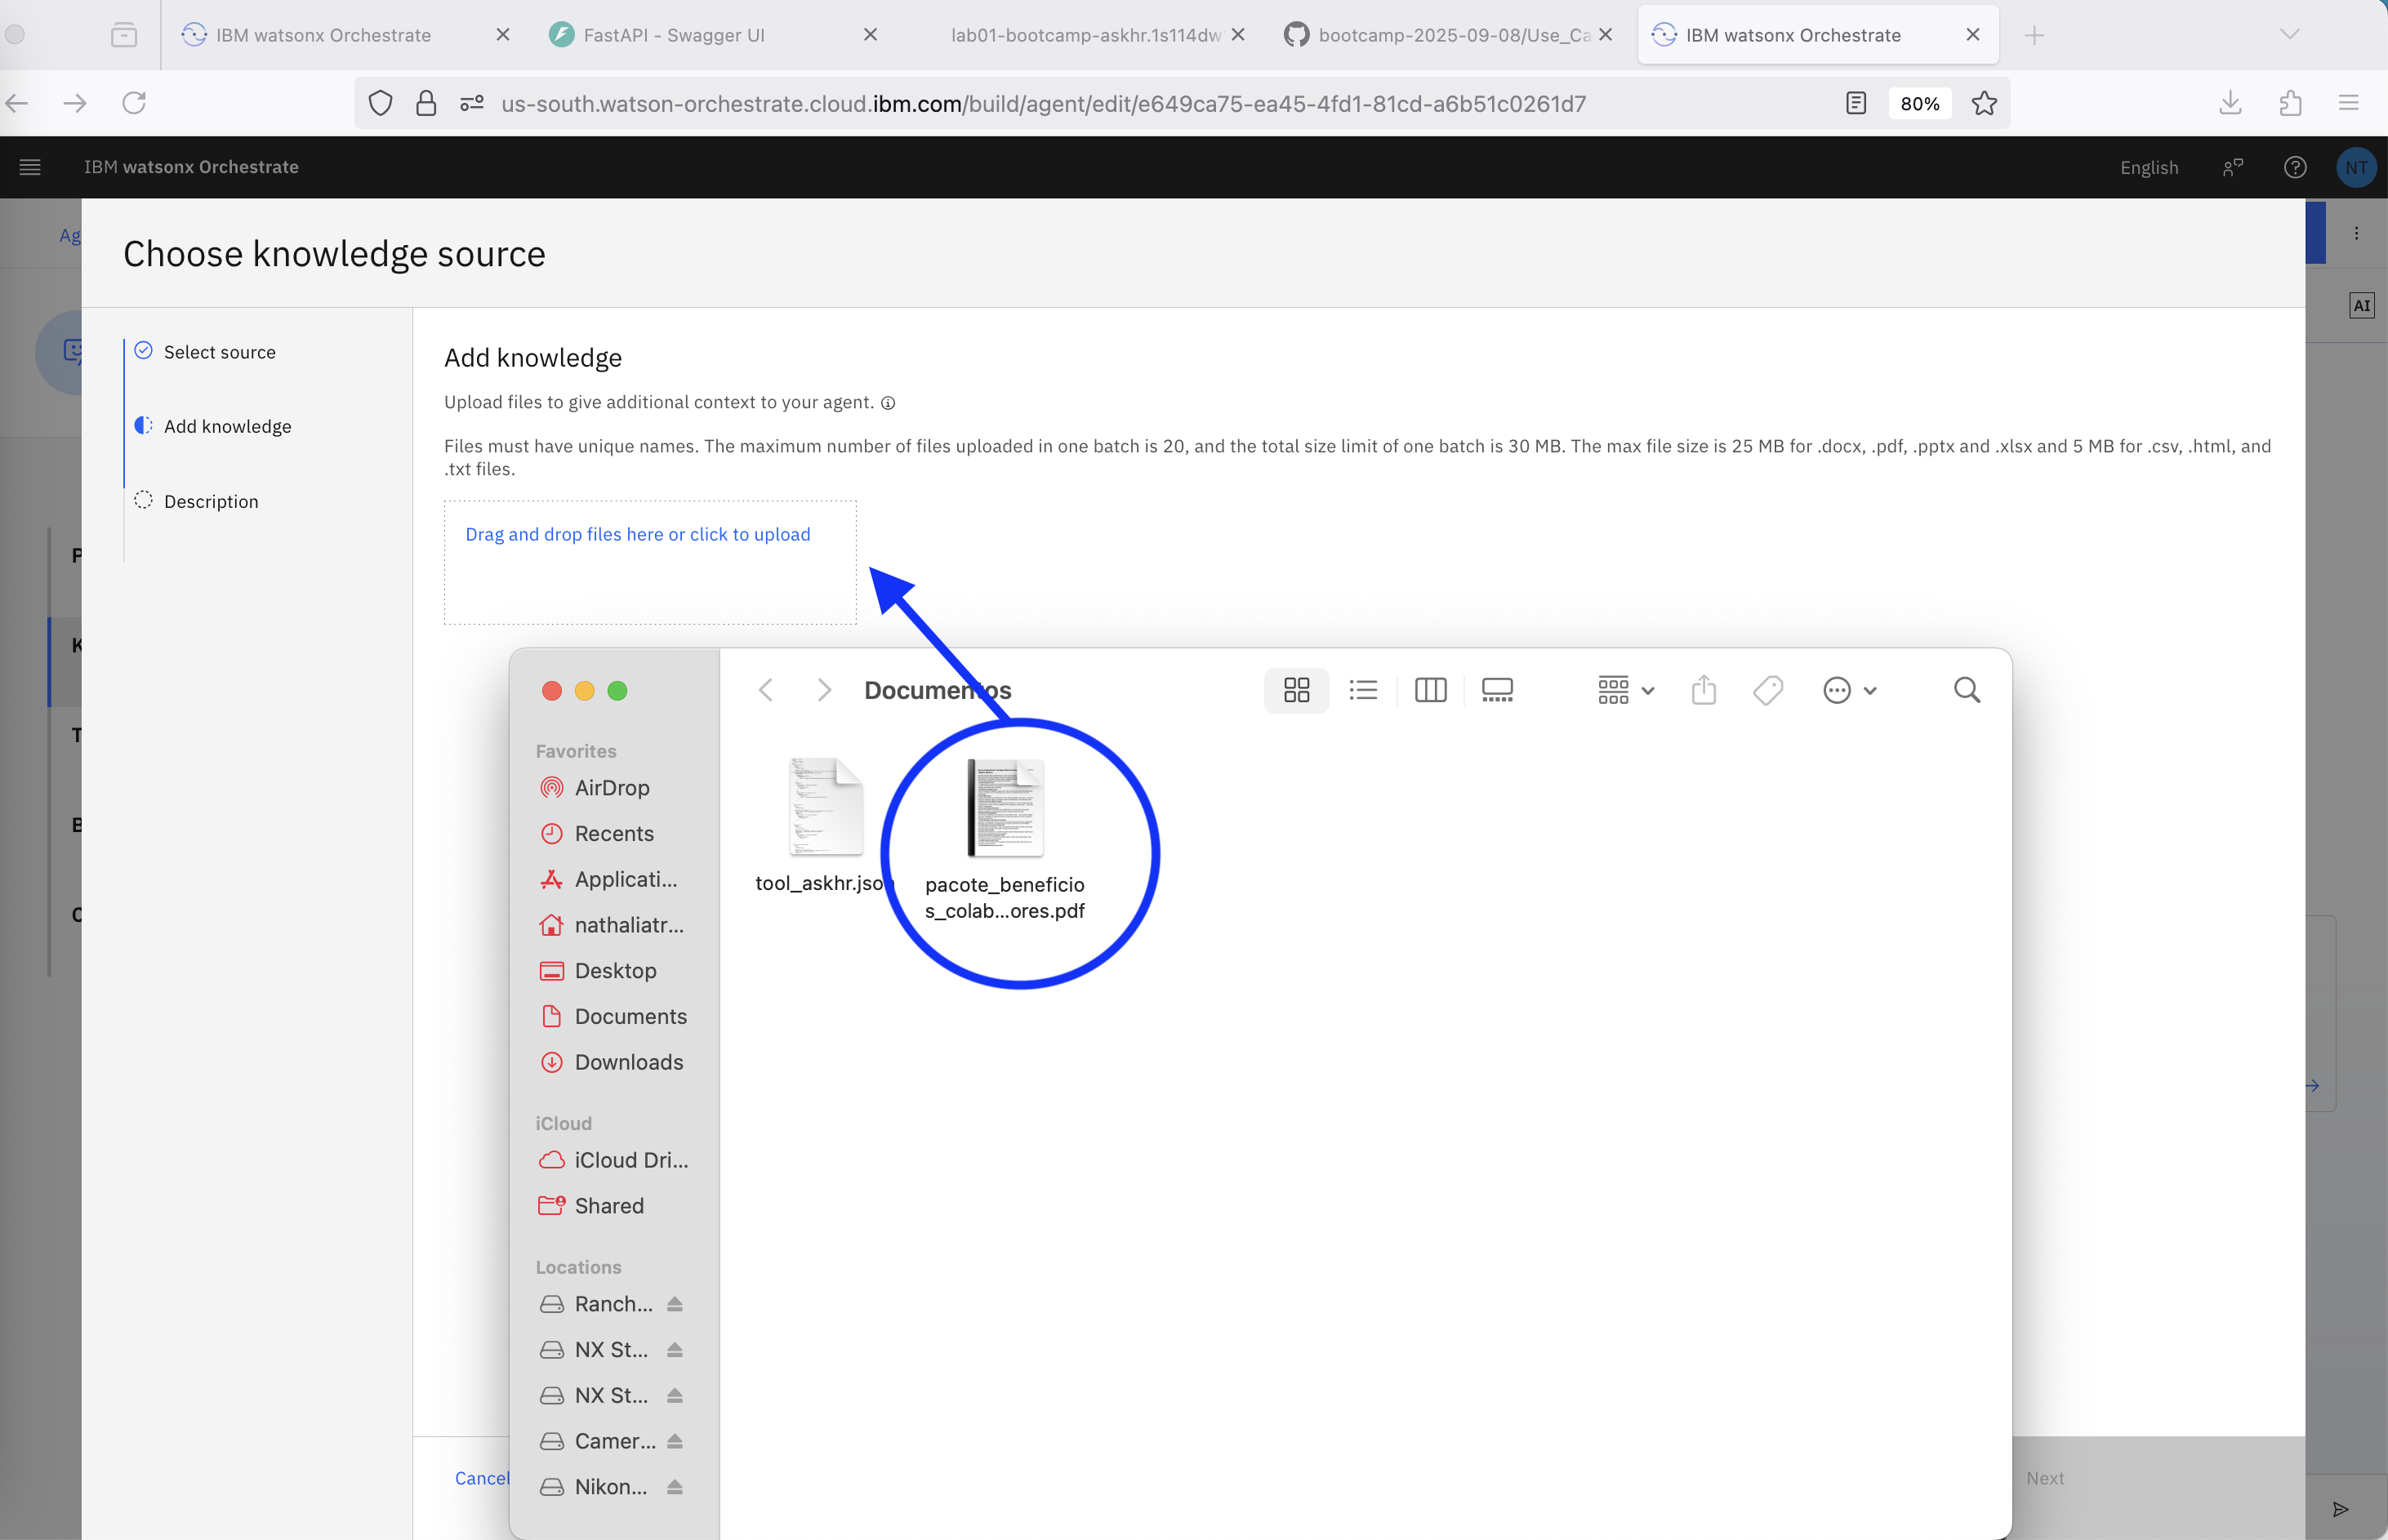 IBM watsonx Orchestrate
FastAPI - Swagger UI
lab01-bootcamp-askhr.1s114dw
bootcamp-2025-09-08/Use_Ca
IBM watsonx Orchestrate
us-south.watson-orchestrate.cloud.ibm.com/build/agent/edit/e649ca75-ea45-4fd1-81cd-a6b51c0261d7
80%
IBM watsonx Orchestrate
English
NT
Ag
Choose knowledge source
AI
Select source
Add knowledge
Description
Add knowledge
Upload files to give additional context to your agent.
Files must have unique names. The maximum number of files uploaded in one batch is 20, and the total size limit of one batch is 30 MB. The max file size is 25 MB for .docx, .pdf, .pptx and .xlsx and 5 MB for .csv, .html, and
.txt files.
Drag and drop files here or click to upload
P
K
T
B
Documentos
Favorites
AirDrop
Recents
Applicati...
nathaliatr...
Desktop
Documents
Downloads
iCloud
iCloud Dri...
Shared
Locations
Ranch...
NX St...
NX St...
Camer...
Nikon...
tool_askhr.json
pacote_beneficio
s_colab...ores.pdf
Cancel
Next